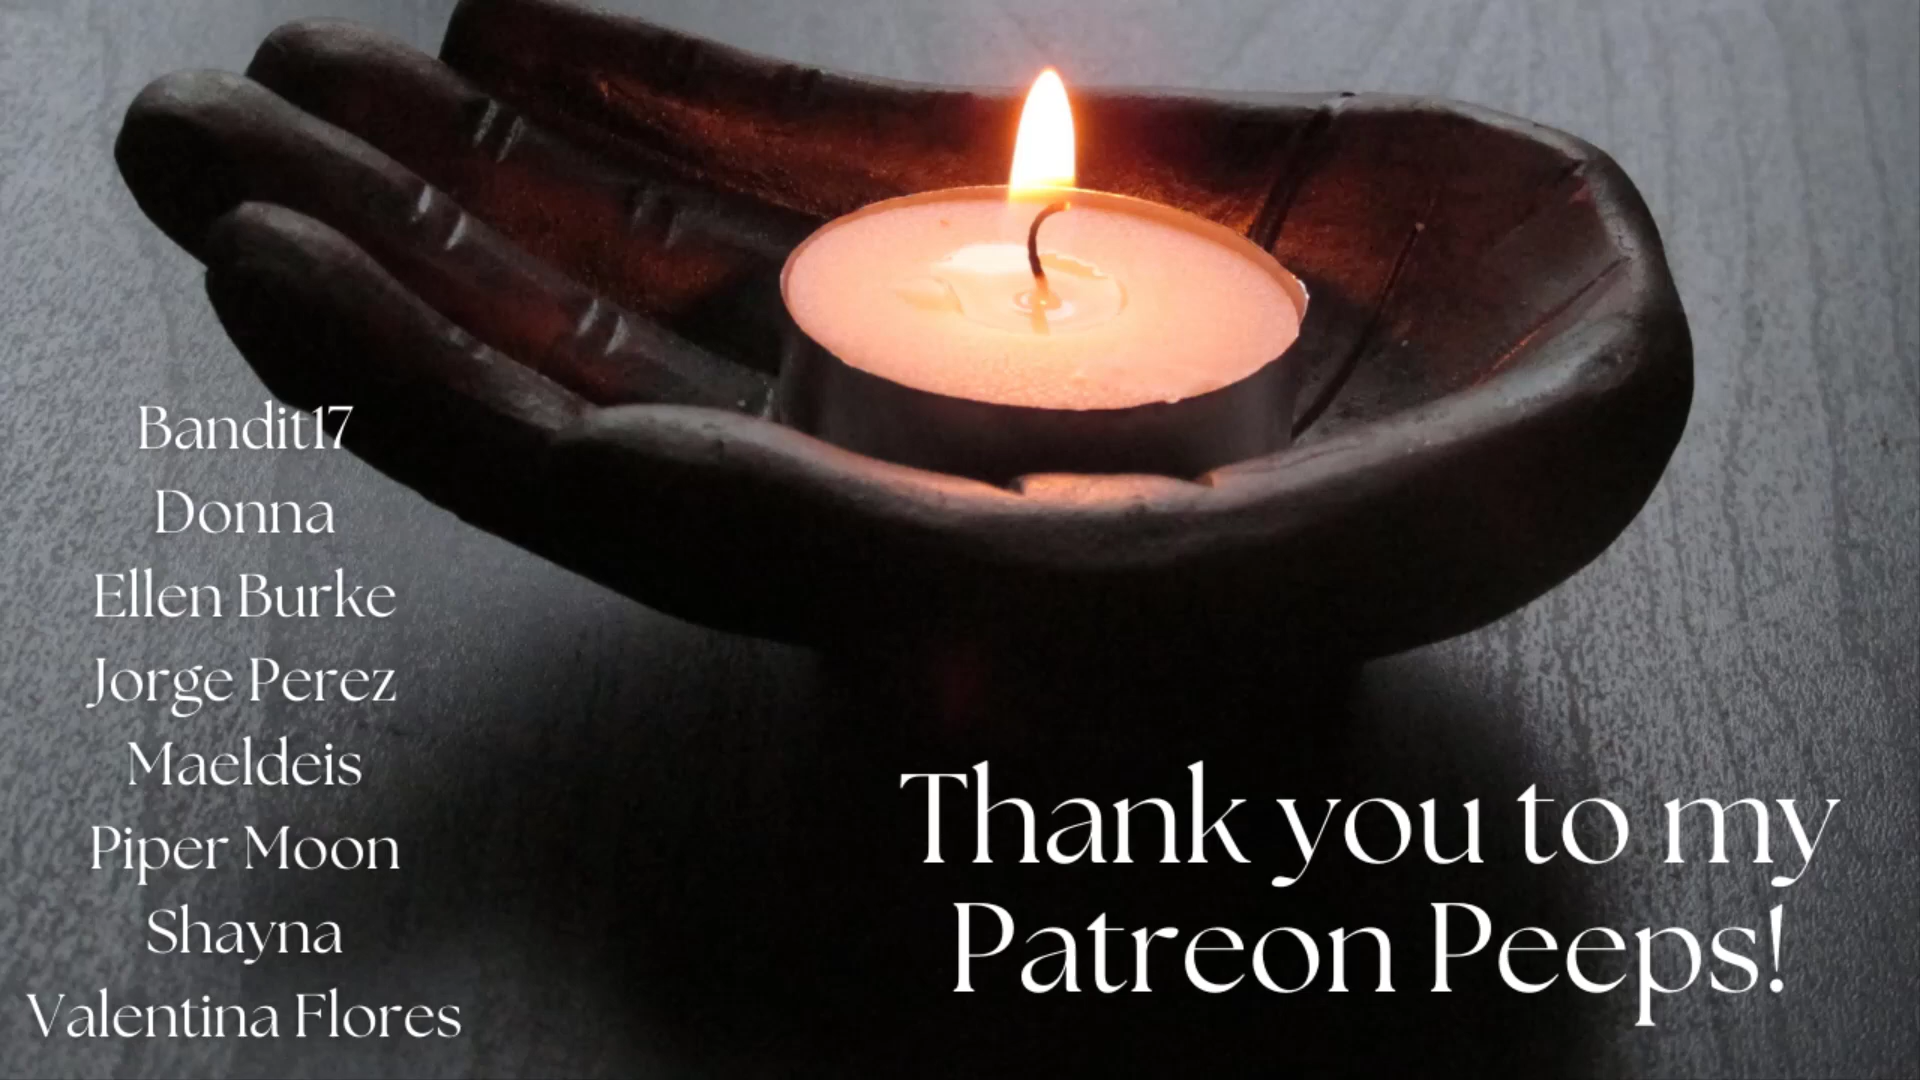 Bandit17
Donna
Ellen Burke
Jorge Perez
Maeldeis
Piper Moon
Shayna
Valentina Flores
Thank you to my
Patreon Peeps!